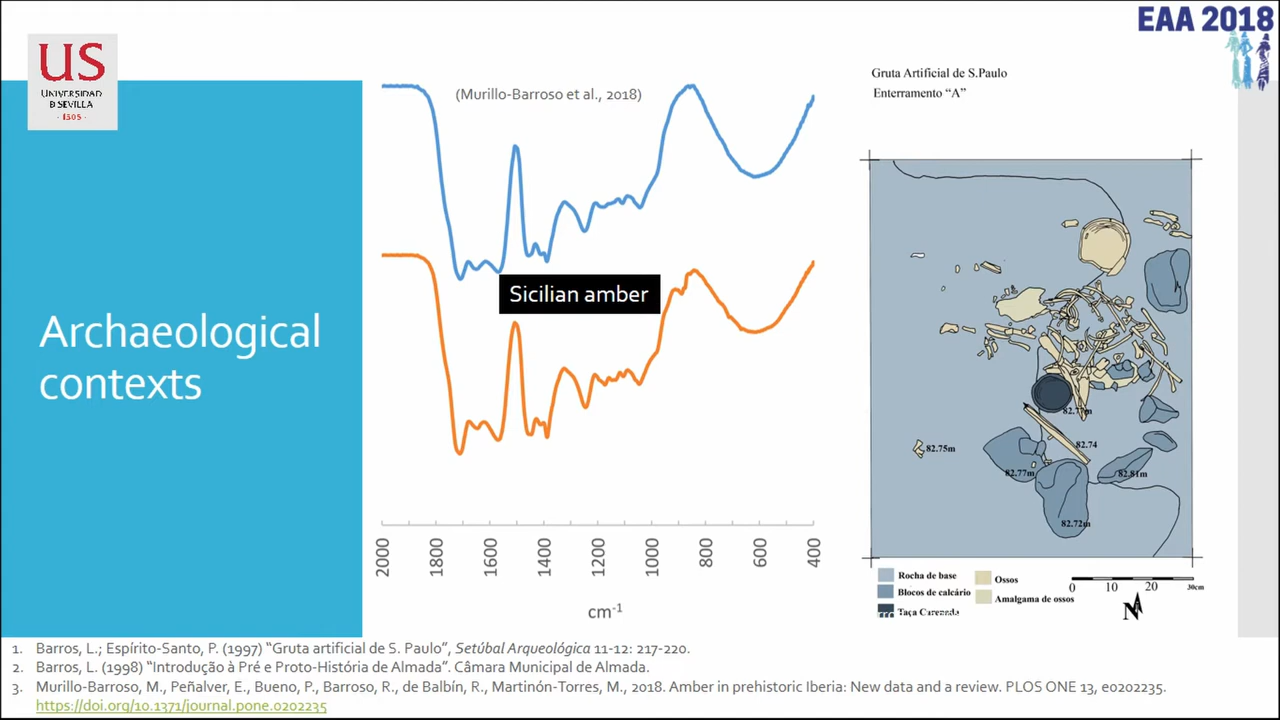 EAA 2018
US
UNIVERSIDAD
D SEVILLA
· 1505 ·
Archaeological
contexts
(Murillo-Barroso et al., 2018)
Sicilian amber
2000 1800 1600 1400 1200 1000 800 600 400
cm-1
Gruta Artificial de S.Paulo
Enterramento “A”
82.77m
82.74
82.75m
82.77m
82.81m
82.72m
Rocha de base
Blocos de calcário
Taça Carenada
Ossos
Amalgama de ossos
0 10 20 30cm
N
1. Barros, L.; Espírito-Santo, P. (1997) “Gruta artificial de S. Paulo”, Setúbal Arqueológica 11-12: 217-220.
2. Barros, L. (1998) “Introdução à Pré e Proto-História de Almada”. Câmara Municipal de Almada.
3. Murillo-Barroso, M., Peñalver, E., Bueno, P., Barroso, R., de Balbín, R., Martinón-Torres, M., 2018. Amber in prehistoric Iberia: New data and a review. PLOS ONE 13, e0202235.
https://doi.org/10.1371/journal.pone.0202235